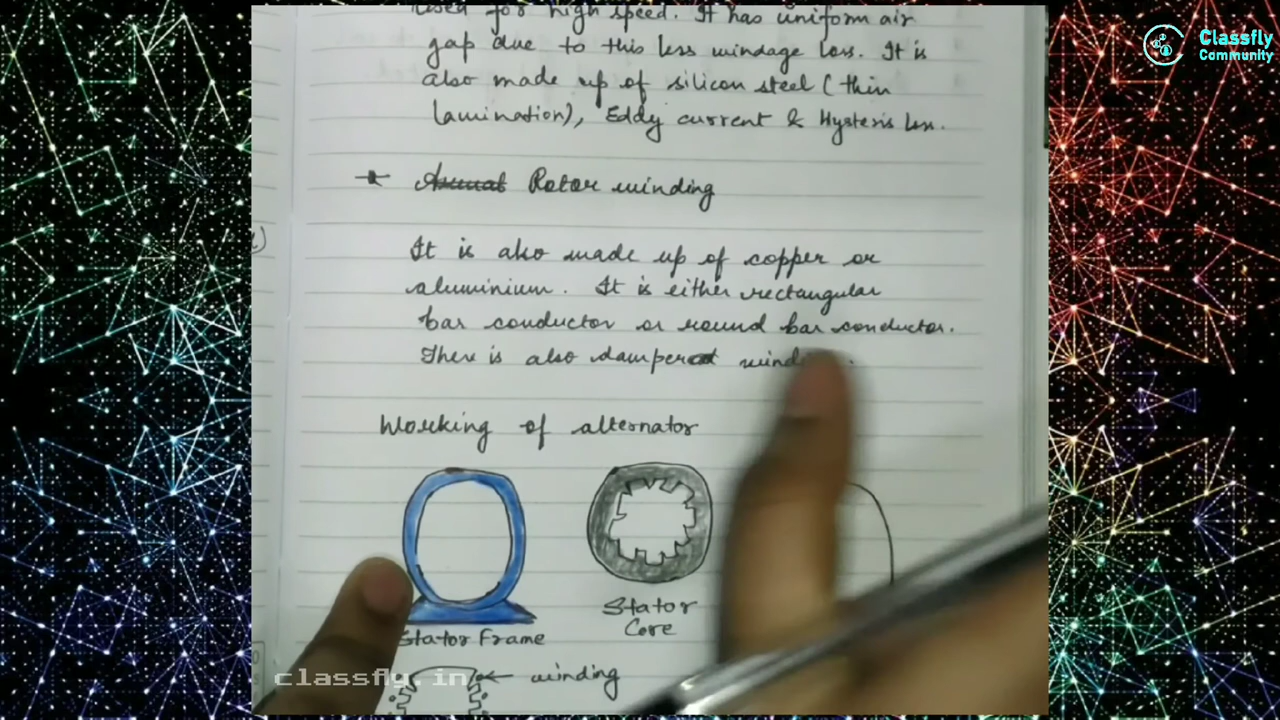 used for high speed. It has uniform air
gap due to this less windage loss. It is
also made up of silicon steel (thin
lamination), Eddy current & Hysteris loss.
Rotor winding
It is also made up of copper or
aluminium. It is either rectangular
bar conductor or round bar conductor.
There is also damper
Working of alternator
Stator Frame
Stator
Core
winding
classfly.in
Classfly
Community